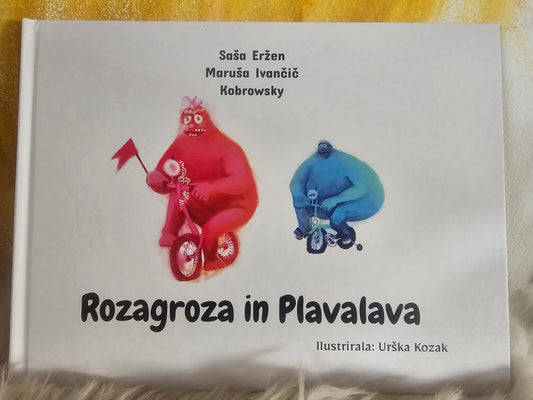 Saša Eržen
Maruša Ivančič
Kobrowsky
Rozagroza in Plavalava
Ilustrirala: Urška Kozak